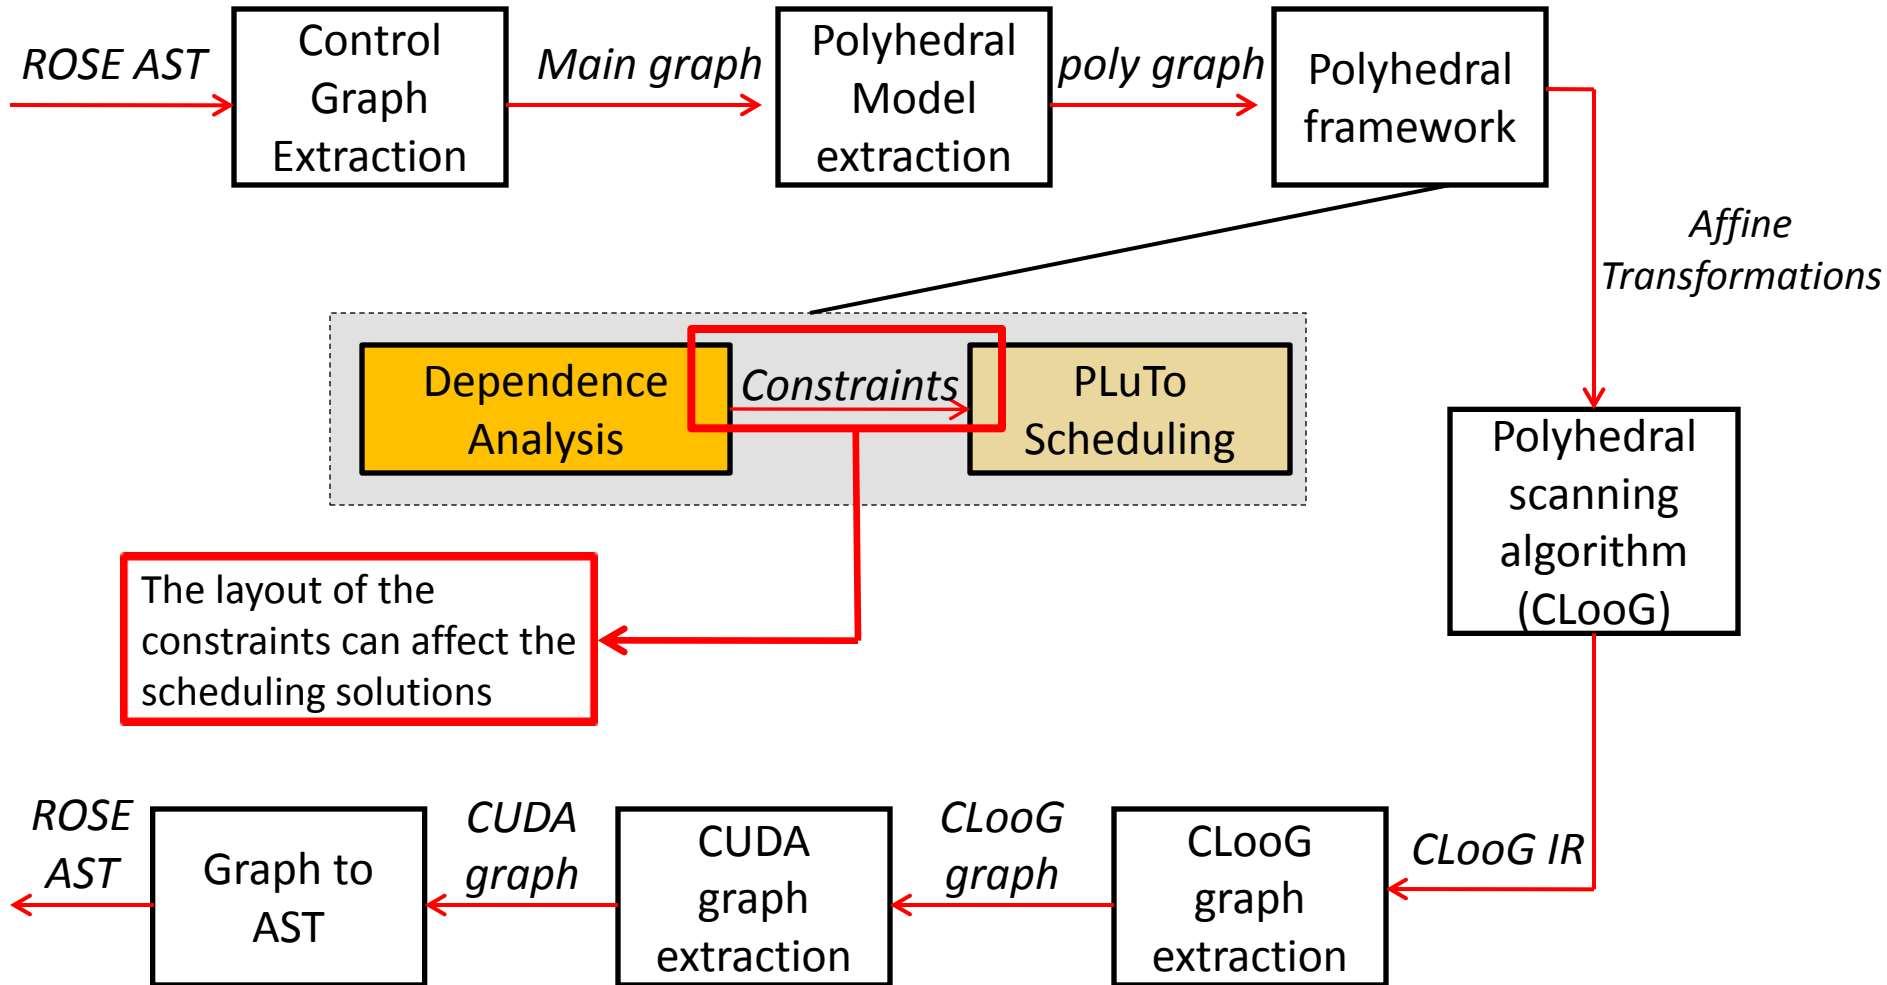 ROSE AST
Control
Graph
Extraction
Main graph
Polyhedral
Model
extraction
poly graph
Polyhedral
framework
Affine
Transformations
Dependence
Analysis
Constraints
PLuTo
Scheduling
Polyhedral
scanning
algorithm
(CLooG)
The layout of the
constraints can affect the
scheduling solutions
ROSE
AST
Graph to
AST
CUDA
graph
CUDA
graph
extraction
CLooG
graph
CLooG
graph
extraction
CLooG IR